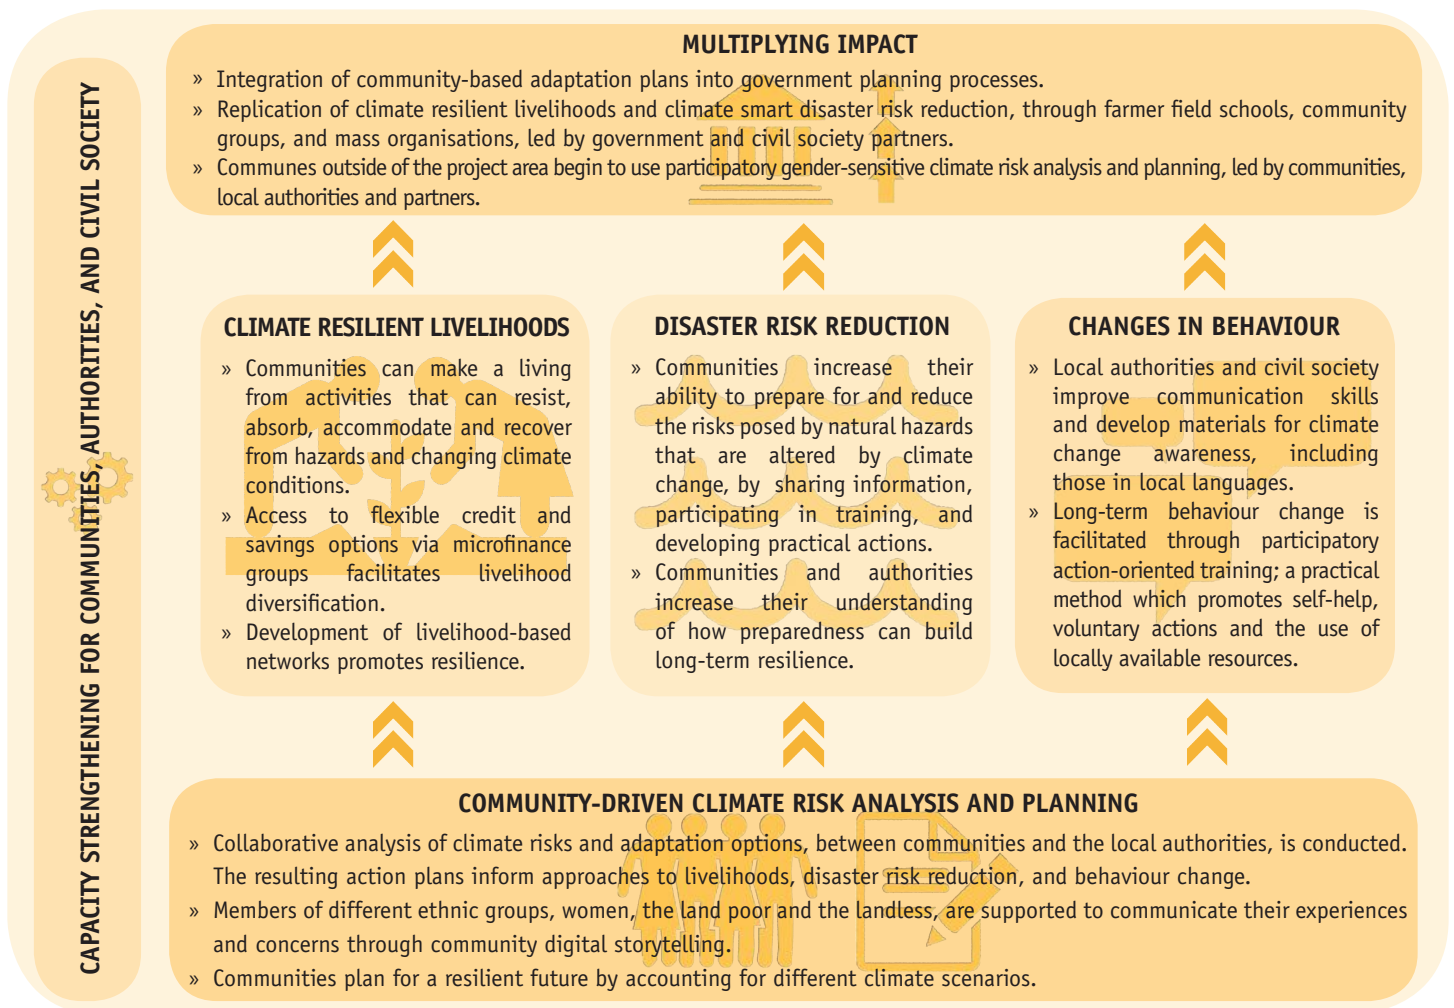 CAPACITY STRENGTHENING FOR COMMUNITIES, AUTHORITIES, AND CIVIL SOCIETY
MULTIPLYING IMPACT
» Integration of community-based adaptation plans into government planning processes.
» Replication of climate resilient livelihoods and climate smart disaster risk reduction, through farmer field schools, community
groups, and mass organisations, led by government and civil society partners.
» Communes outside of the project area begin to use participatory gender-sensitive climate risk analysis and planning, led by communities,
local authorities and partners.
CLIMATE RESILIENT LIVELIHOODS
» Communities can make a living
from activities that can resist,
absorb, accommodate and recover
from hazards and changing climate
conditions.
» Access to flexible credit and
savings options via microfinance
groups facilitates livelihood
diversification.
» Development of livelihood-based
networks promotes resilience.
DISASTER RISK REDUCTION
» Communities increase their
ability to prepare for and reduce
the risks posed by natural hazards
that are altered by climate
change, by sharing information,
participating in training, and
developing practical actions.
» Communities and authorities
increase their understanding
of how preparedness can build
long-term resilience.
CHANGES IN BEHAVIOUR
» Local authorities and civil society
improve communication skills
and develop materials for climate
change awareness, including
those in local languages.
» Long-term behaviour change is
facilitated through participatory
action-oriented training; a practical
method which promotes self-help,
voluntary actions and the use of
locally available resources.
COMMUNITY-DRIVEN CLIMATE RISK ANALYSIS AND PLANNING
» Collaborative analysis of climate risks and adaptation options, between communities and the local authorities, is conducted.
The resulting action plans inform approaches to livelihoods, disaster risk reduction, and behaviour change.
» Members of different ethnic groups, women, the land poor and the landless, are supported to communicate their experiences
and concerns through community digital storytelling.
» Communities plan for a resilient future by accounting for different climate scenarios.